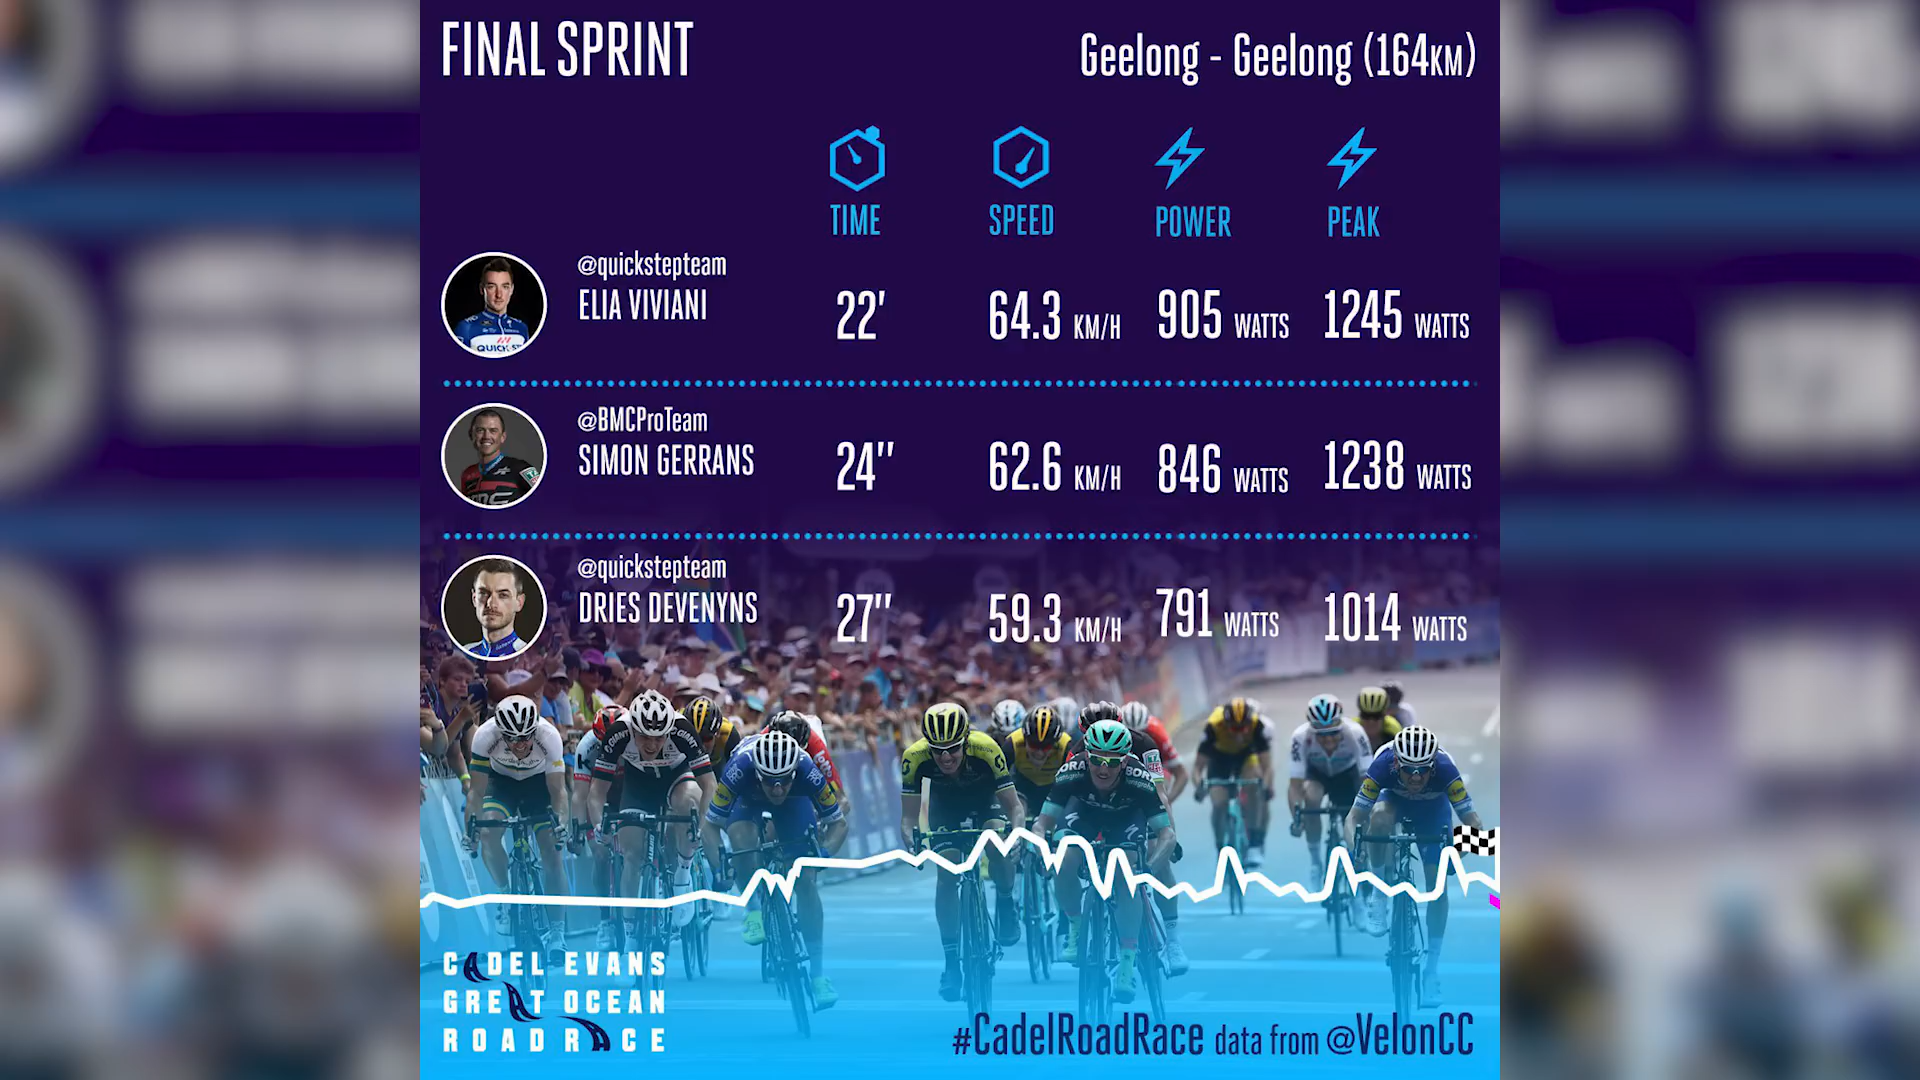 FINAL SPRINT
Geelong - Geelong (164KM)
TIME SPEED POWER PEAK
@quickstepteam
ELIA VIVIANI
22' 64.3 KM/H 905 WATTS 1245 WATTS
@BMCProTeam
SIMON GERRANS
24" 62.6 KM/H 846 WATTS 1238 WATTS
@quickstepteam
DRIES DEVENYNS
27" 59.3 KM/H 791 WATTS 1014 WATTS
CADEL EVANS
GREAT OCEAN
ROAD RACE
#CadelRoadRace data from @VelonCC